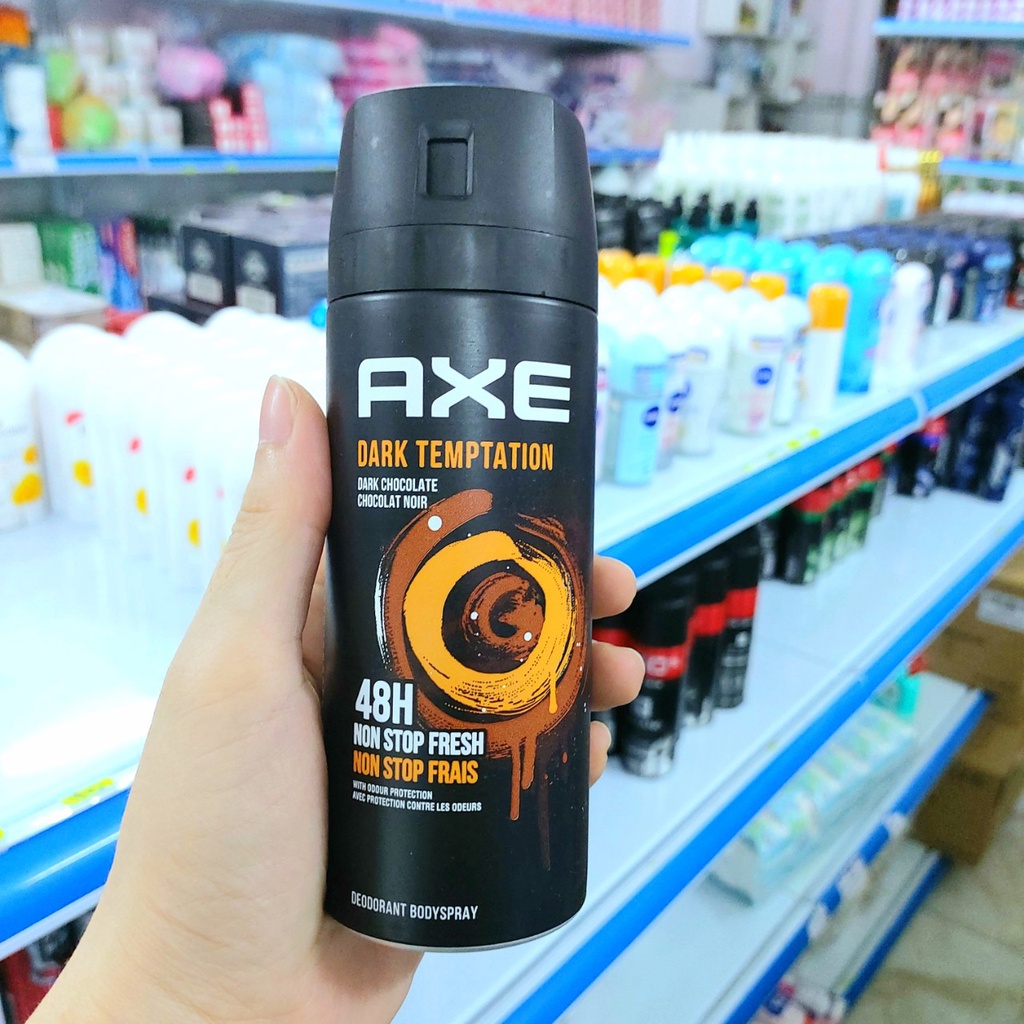 AXE
DARK TEMPTATION
DARK CHOCOLATE
CHOCOLAT NOIR
48H
NON STOP FRESH
NON STOP FRAIS
WITH ODOUR PROTECTION
AVEC PROTECTION CONTRE LES ODEURS
DEODORANT BODYSPRAY